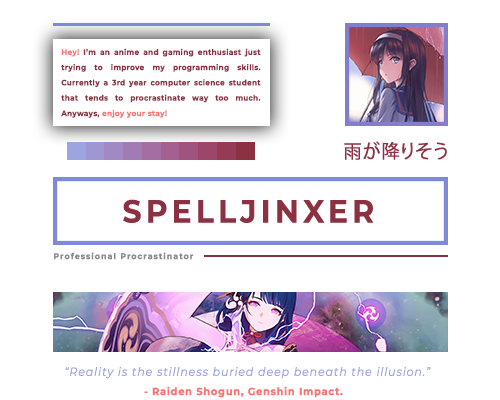 Hey! I'm an anime and gaming enthusiast just
trying to improve my programming skills.
Currently a 3rd year computer science student
that tends to procrastinate way too much.
Anyways, enjoy your stay!
雨が降りそう
SPELLJINXER
Professional Procrastinator
“Reality is the stillness buried deep beneath the illusion.”
- Raiden Shogun, Genshin Impact.